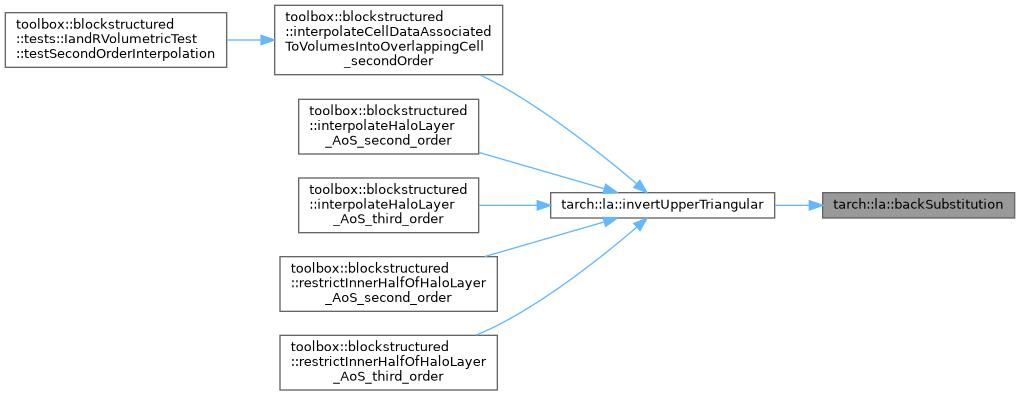 toolbox::blockstructured
::tests::IandRVolumetricTest
::testSecondOrderInterpolation
toolbox::blockstructured
::interpolateCellDataAssociated
ToVolumesIntoOverlappingCell
_secondOrder
toolbox::blockstructured
::interpolateHaloLayer
_AoS_second_order
toolbox::blockstructured
::interpolateHaloLayer
_AoS_third_order
toolbox::blockstructured
::restrictInnerHalfOfHaloLayer
_AoS_second_order
toolbox::blockstructured
::restrictInnerHalfOfHaloLayer
_AoS_third_order
tarch::la::invertUpperTriangular
tarch::la::backSubstitution